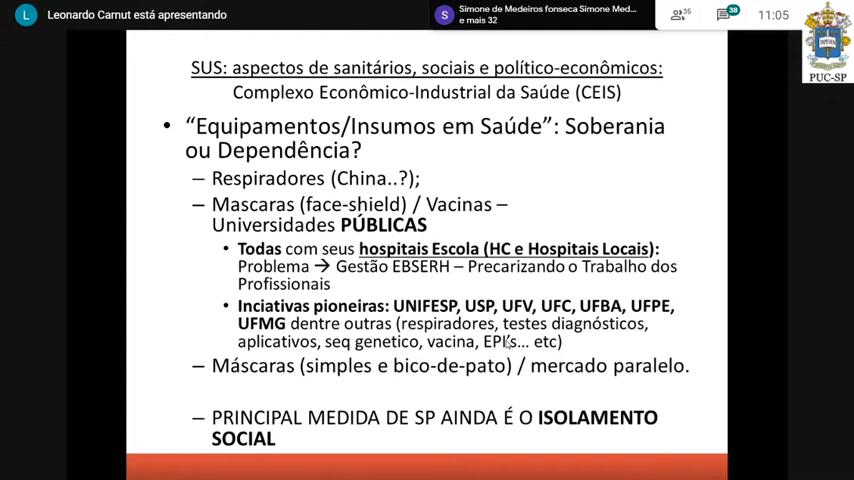 L Leonardo Carnut está apresentando
S Simone de Medeiros fonseca Simone Med...
e mais 32
35
38
11:05
PUC-SP
SUS: aspectos de sanitários, sociais e político-econômicos:
Complexo Econômico-Industrial da Saúde (CEIS)
• “Equipamentos/Insumos em Saúde”: Soberania
ou Dependência?
– Respiradores (China..?);
– Mascaras (face-shield) / Vacinas –
Universidades PÚBLICAS
• Todas com seus hospitais Escola (HC e Hospitais Locais):
Problema → Gestão EBSERH – Precarizando o Trabalho dos
Profissionais
• Inciativas pioneiras: UNIFESP, USP, UFV, UFC, UFBA, UFPE,
UFMG dentre outras (respiradores, testes diagnósticos,
aplicativos, seq genetico, vacina, EPI’s... etc)
– Máscaras (simples e bico-de-pato) / mercado paralelo.
– PRINCIPAL MEDIDA DE SP AINDA É O ISOLAMENTO
SOCIAL